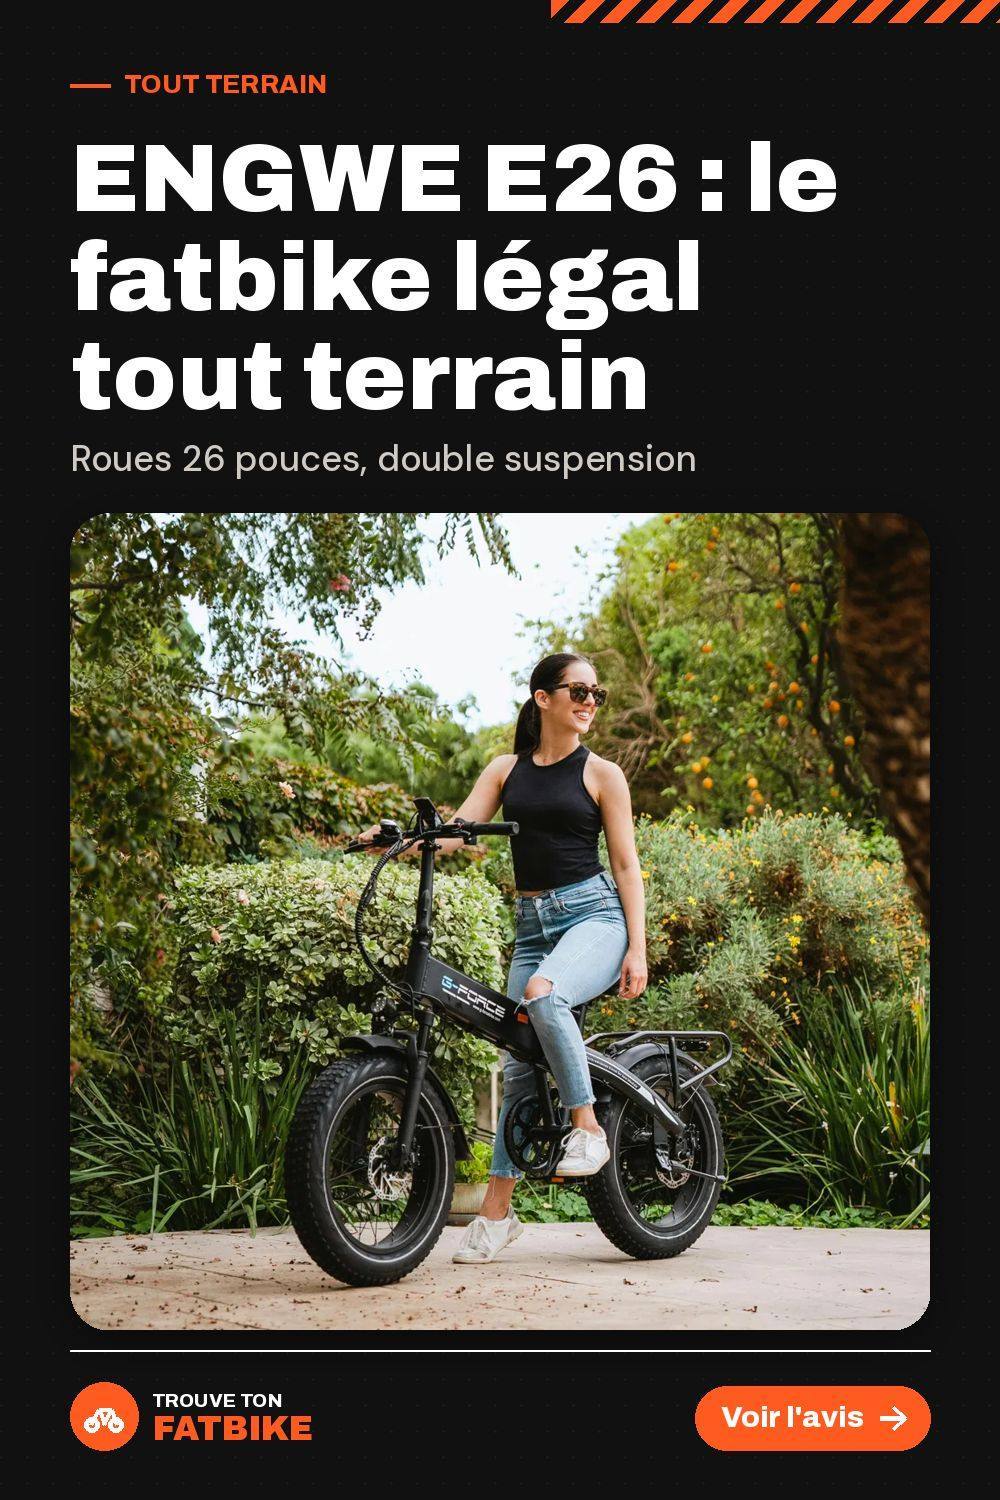 TOUT TERRAIN
ENGWE E26 : le
fatbike légal
tout terrain
Roues 26 pouces, double suspension
G-FORCE
TROUVE TON
FATBIKE
Voir l'avis